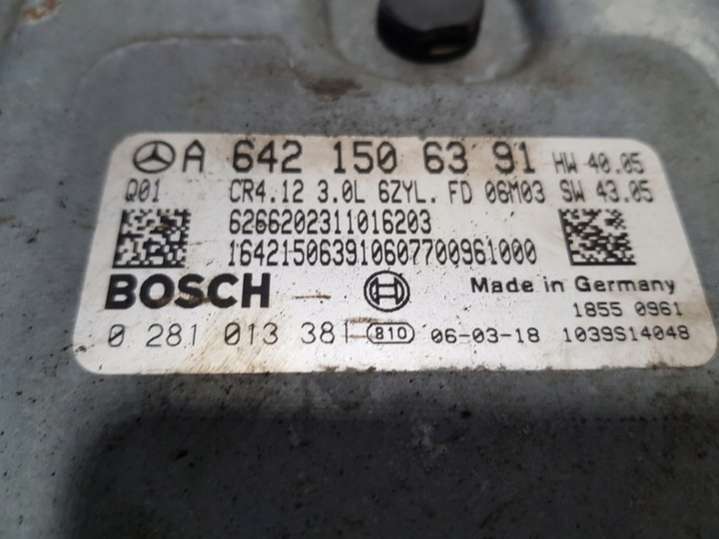 A 642 150 63 91 HW 40.05
Q01 CR4.12 3.0L 6ZYL. FD 06M03 SW 43.05
6266202311016203
164215063910607700961000
BOSCH Made in Germany
1855 0961
0 281 013 381 810 06-03-18 1039S14048